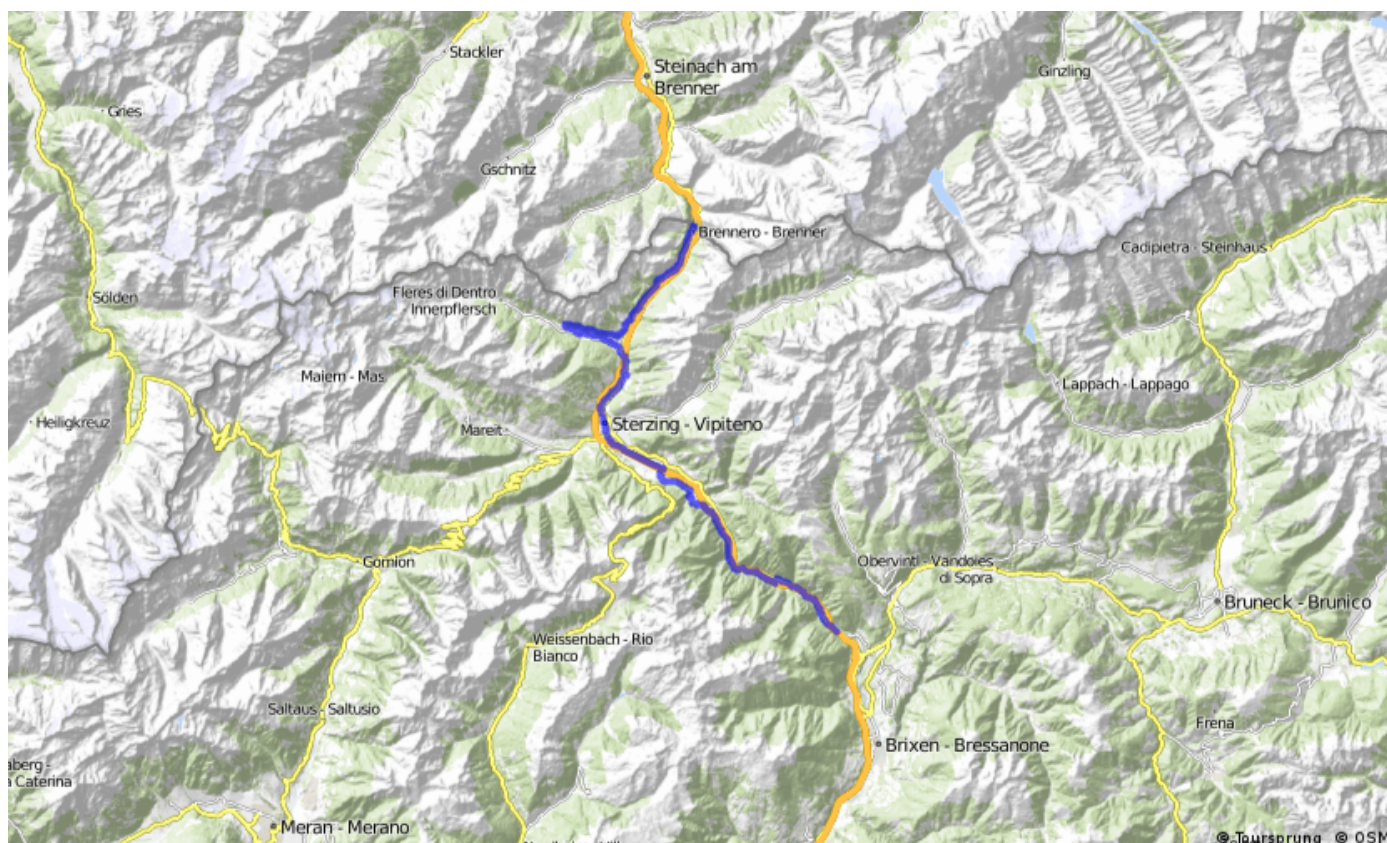 Stackler
Steinach am
Brenner
Ginzling
Gries
Gschnitz
Brennero - Brenner
Cadipietra - Steinhaus
Fleres di Dentro
- Innerpflersch
Sölden
Maiern - Mas
Lappach - Lappago
Heiligkreuz
Mareit
Sterzing - Vipiteno
Gomion
Obervintl - Vandoies
di Sopra
Bruneck - Brunico
Weissenbach - Rio
Bianco
Saltaus - Saltusio
Frena
Brixen - Bressanone
aberg -
a Caterina
Meran - Merano
© Toursprung © OSM